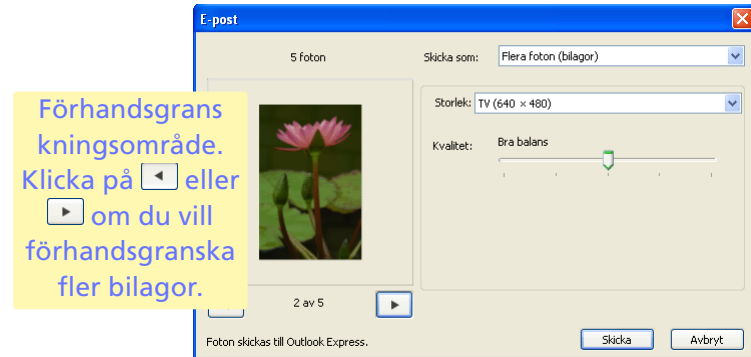 E-post
5 foton
Skicka som: Flera foton (bilagor)
Storlek: TV (640 × 480)
Kvalitet: Bra balans
Förhandsgrans
kningsområde.
Klicka på eller
om du vill
förhandsgranska
fler bilagor.
2 av 5
Foton skickas till Outlook Express.
Skicka
Avbryt